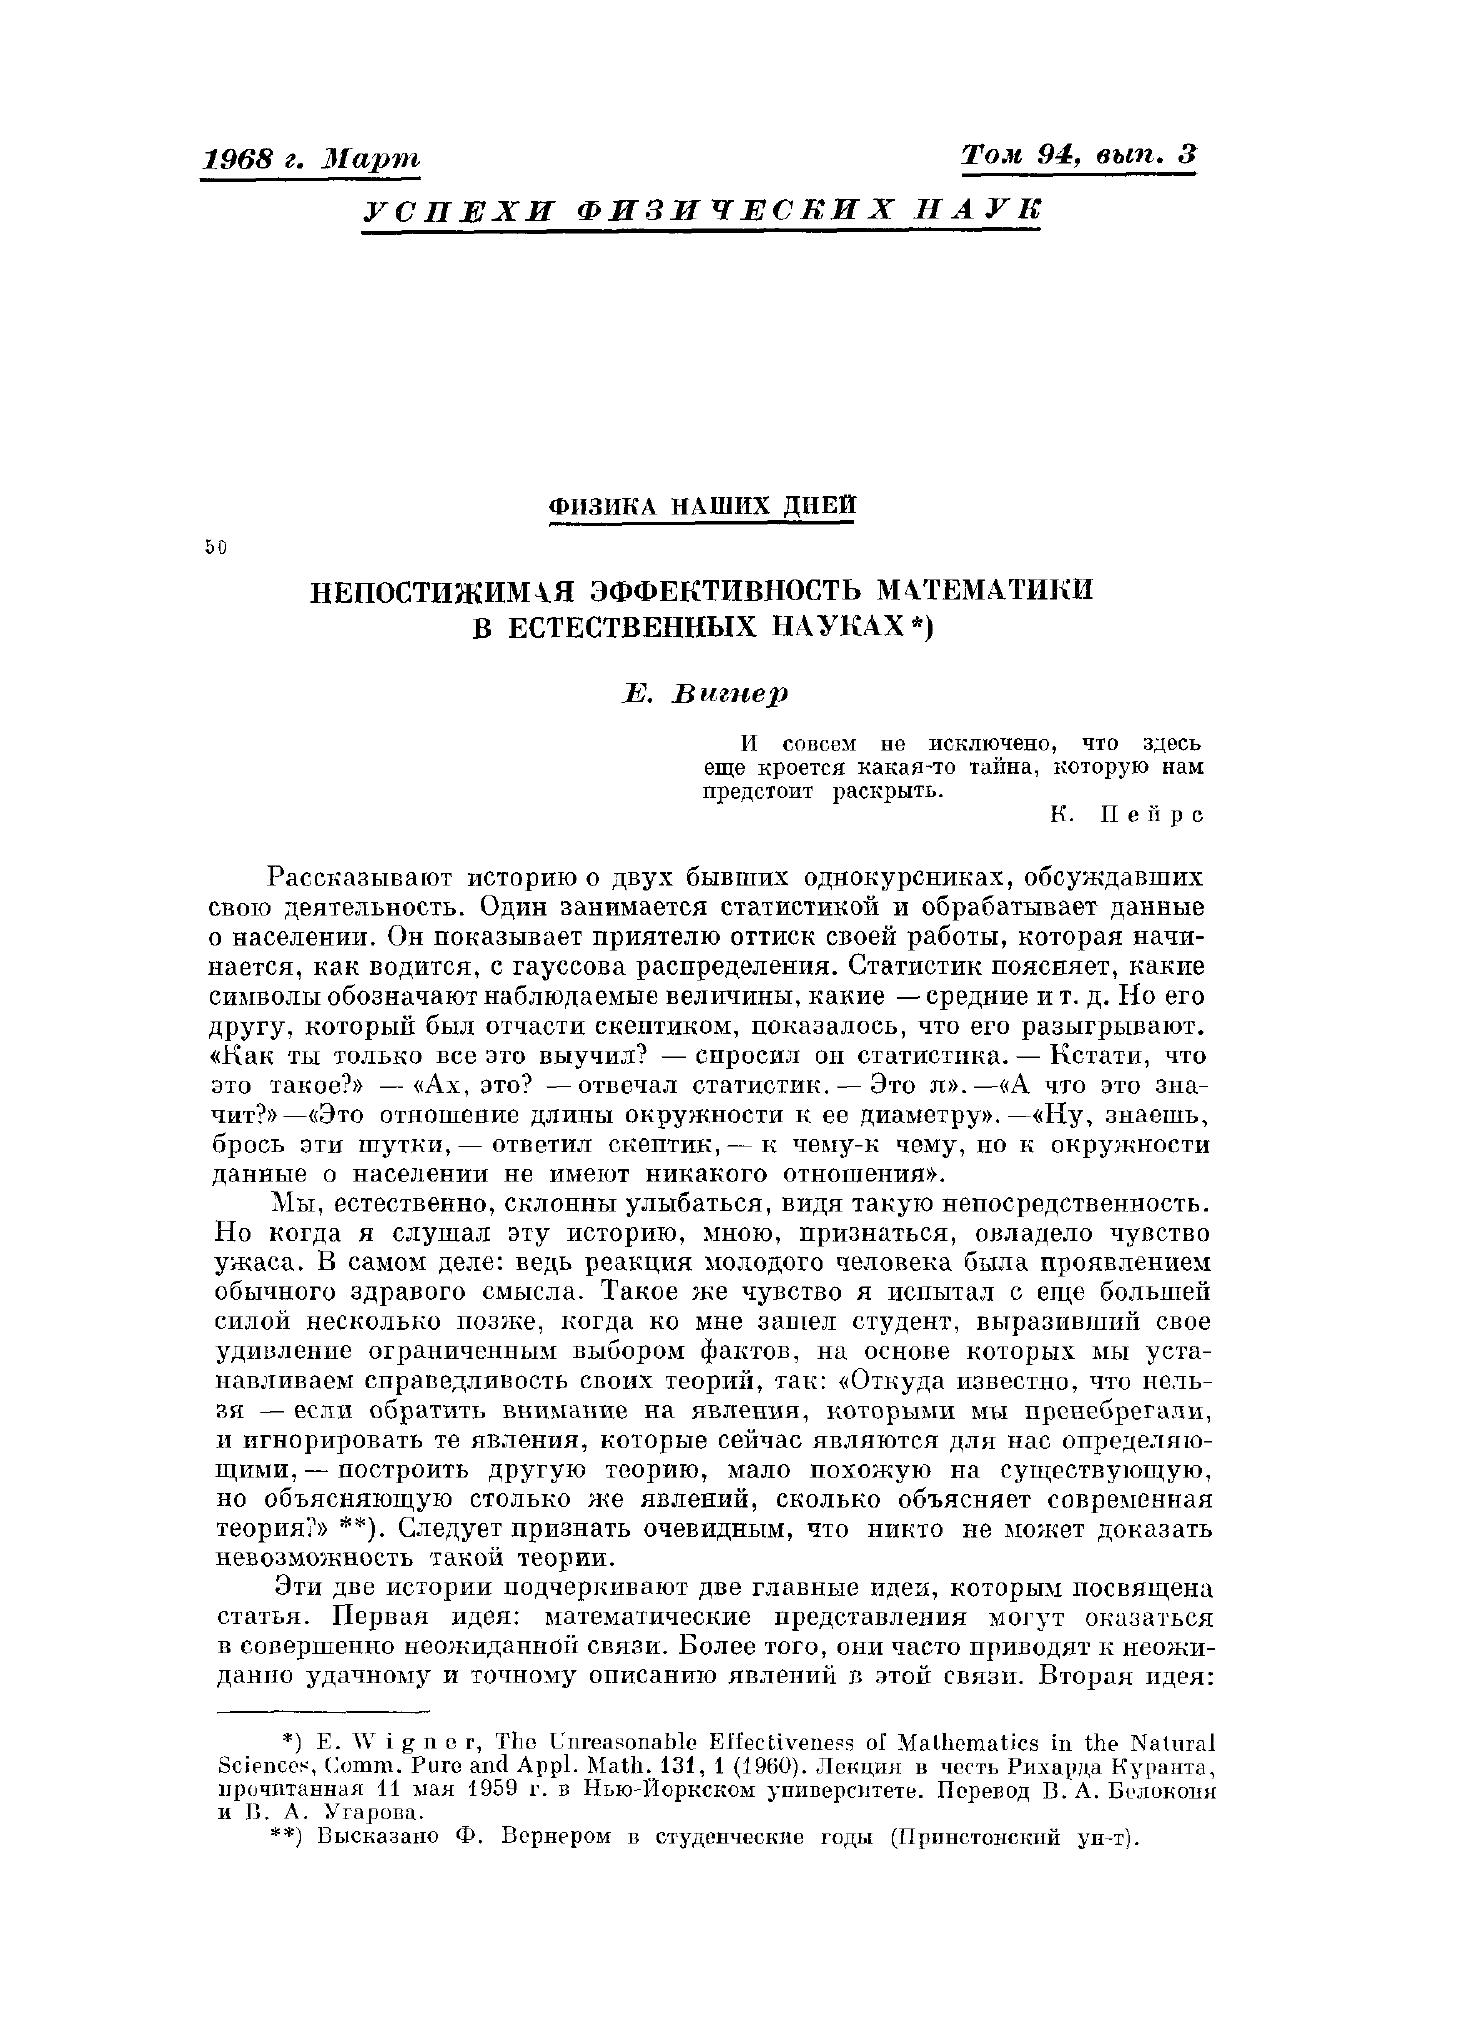 1968 г. Март
Том 94, вып. 3
УСПЕХИ ФИЗИЧЕСКИХ НАУК
ФИЗИКА НАШИХ ДНЕЙ
50
НЕПОСТИЖИМАЯ ЭФФЕКТИВНОСТЬ МАТЕМАТИКИ
В ЕСТЕСТВЕННЫХ НАУКАХ *)
Е. Вигнер
И совсем не исключено, что здесь
еще кроется какая-то тайна, которую нам
предстоит раскрыть.
К. Пейрс
Рассказывают историю о двух бывших однокурсниках, обсуждавших
свою деятельность. Один занимается статистикой и обрабатывает данные
о населении. Он показывает приятелю оттиск своей работы, которая начи-
нается, как водится, с гауссова распределения. Статистик поясняет, какие
символы обозначают наблюдаемые величины, какие — средние и т. д. Но его
другу, который был отчасти скептиком, показалось, что его разыгрывают.
«Как ты только все это выучил? — спросил он статистика. — Кстати, что
это такое?» — «Ах, это? — отвечал статистик. — Это π». — «А что это зна-
чит?» — «Это отношение длины окружности к ее диаметру». — «Ну, знаешь,
брось эти шутки, — ответил скептик, — к чему-к чему, но к окружности
данные о населении не имеют никакого отношения».
Мы, естественно, склонны улыбаться, видя такую непосредственность.
Но когда я слушал эту историю, мною, признаться, овладело чувство
ужаса. В самом деле: ведь реакция молодого человека была проявлением
обычного здравого смысла. Такое же чувство я испытал с еще большей
силой несколько позже, когда ко мне зашел студент, выразивший свое
удивление ограниченным выбором фактов, на основе которых мы уста-
навливаем справедливость своих теорий, так: «Откуда известно, что нель-
зя — если обратить внимание на явления, которыми мы пренебрегали,
и игнорировать те явления, которые сейчас являются для нас определяю-
щими, — построить другую теорию, мало похожую на существующую,
но объясняющую столько же явлений, сколько объясняет современная
теория?» **). Следует признать очевидным, что никто не может доказать
невозможность такой теории.
Эти две истории подчеркивают две главные идеи, которым посвящена
статья. Первая идея: математические представления могут оказаться
в совершенно неожиданной связи. Более того, они часто приводят к неожи-
данно удачному и точному описанию явлений в этой связи. Вторая идея:
*) E. Wigner, The Unreasonable Effectiveness of Mathematics in the Natural
Sciences, Comm. Pure and Appl. Math. 131, 1 (1960). Лекция в честь Рихарда Куранта,
прочитанная 11 мая 1959 г. в Нью-Йоркском университете. Перевод В. А. Белоконя
и В. А. Угарова.
**) Высказано Ф. Вернером в студенческие годы (Принстонский ун-т).